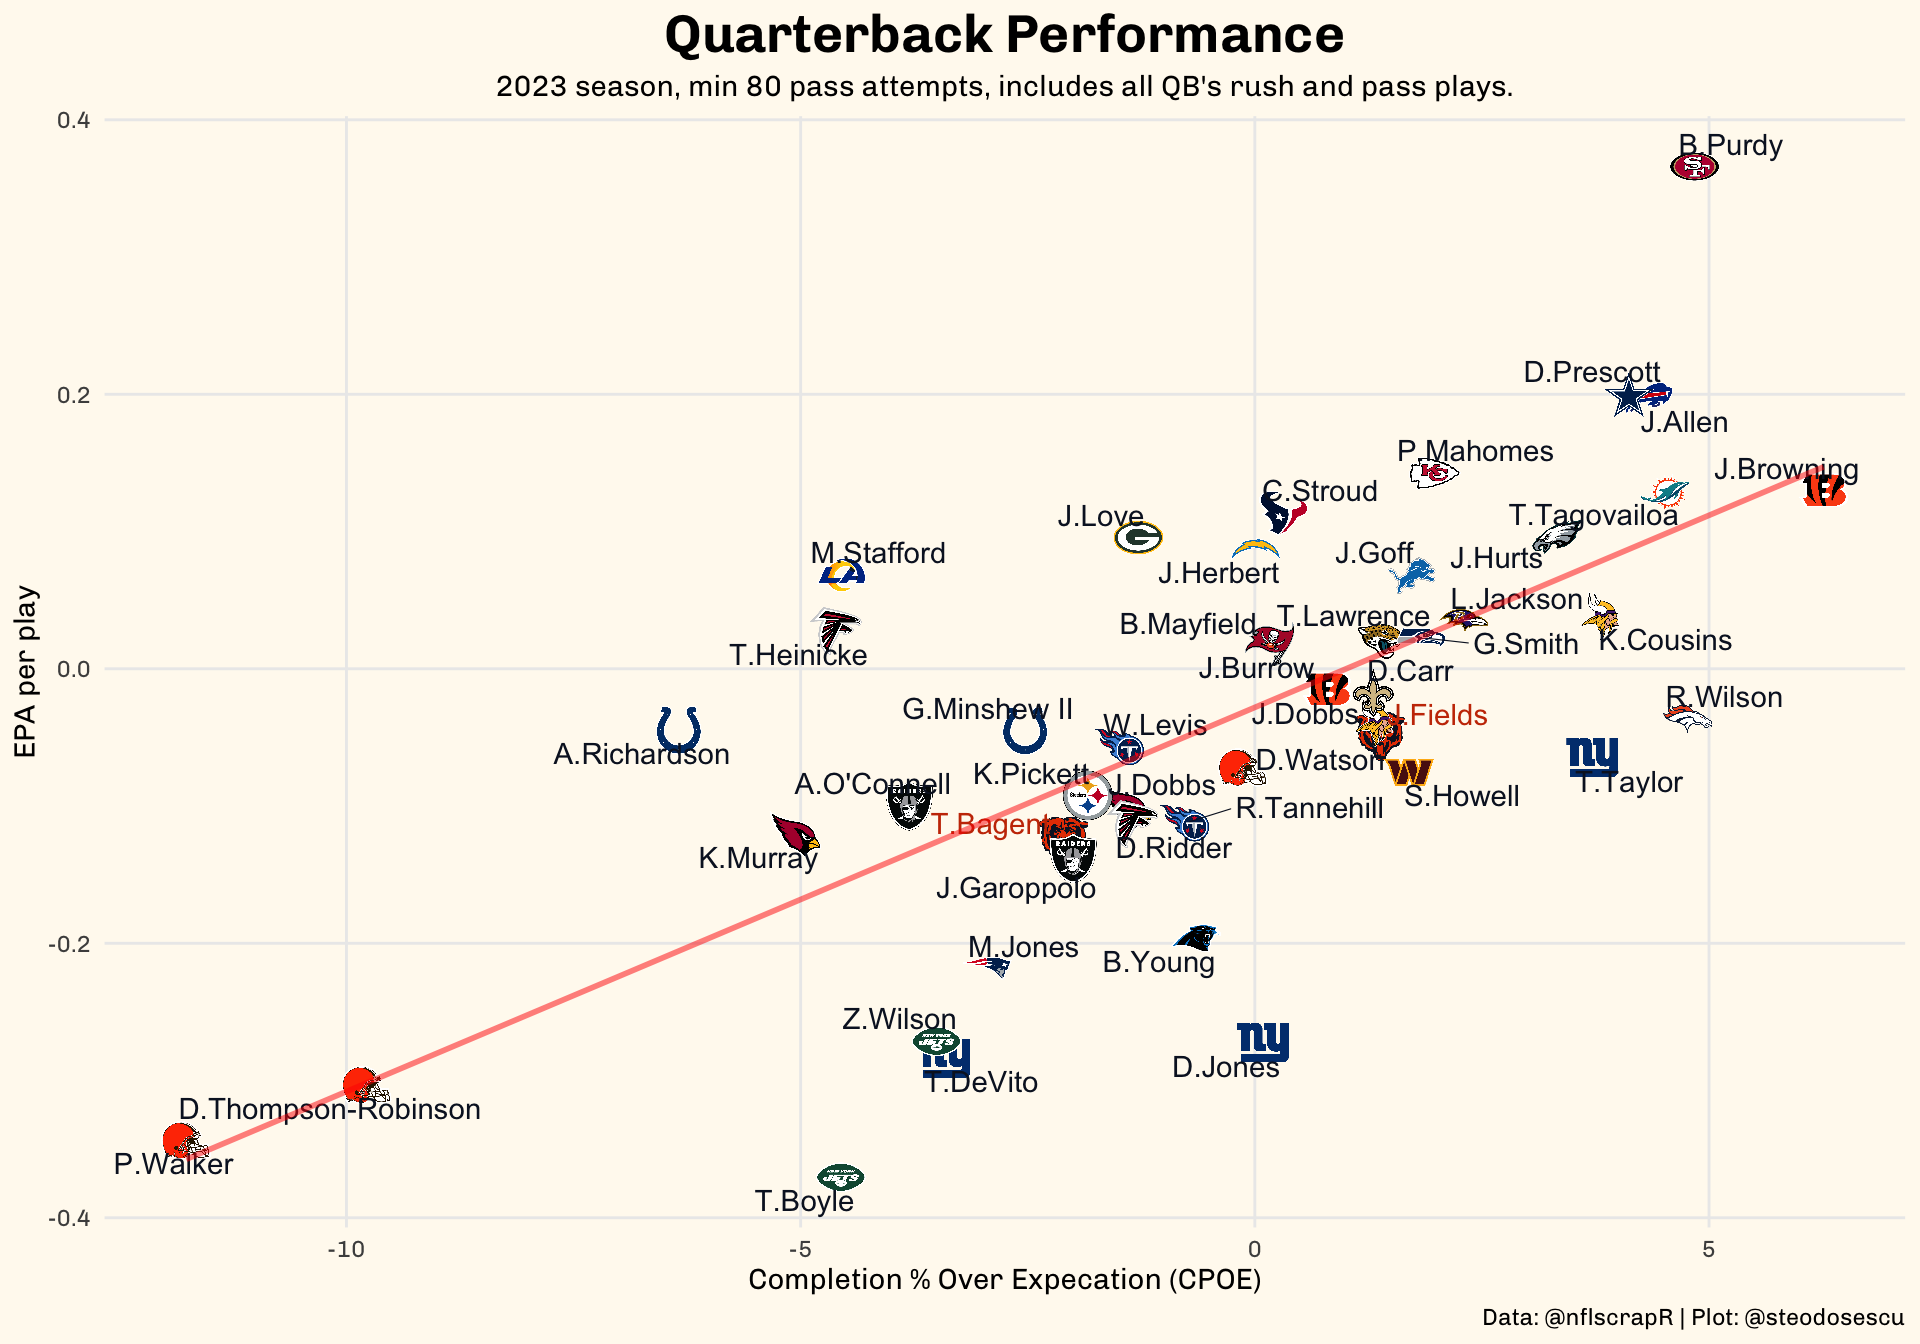 Quarterback Performance
2023 season, min 80 pass attempts, includes all QB's rush and pass plays.
0.4
B.Purdy
D.Prescott
0.2
J.Allen
P.Mahomes
J.Browning
C.Stroud
J.Love
T.Tagovailoa
M.Stafford
J.Herbert
J.Goff
J.Hurts
L.Jackson
B.Mayfield
T.Lawrence
G.Smith
K.Cousins
T.Heinicke
0.0
J.Burrow
D.Carr
R.Wilson
G.Minshew II
W.Levis
J.Dobbs
J.Fields
A.Richardson
D.Watson
K.Pickett
A.O'Connell
J.Dobbs
S.Howell
T.Taylor
R.Tannehill
T.Bagent
D.Ridder
K.Murray
J.Garoppolo
-0.2
M.Jones
B.Young
Z.Wilson
T.DeVito
D.Jones
D.Thompson-Robinson
P.Walker
T.Boyle
-0.4
-10
-5
0
5
EPA per play
Completion % Over Expecation (CPOE)
Data: @nflscrapR | Plot: @steodosescu